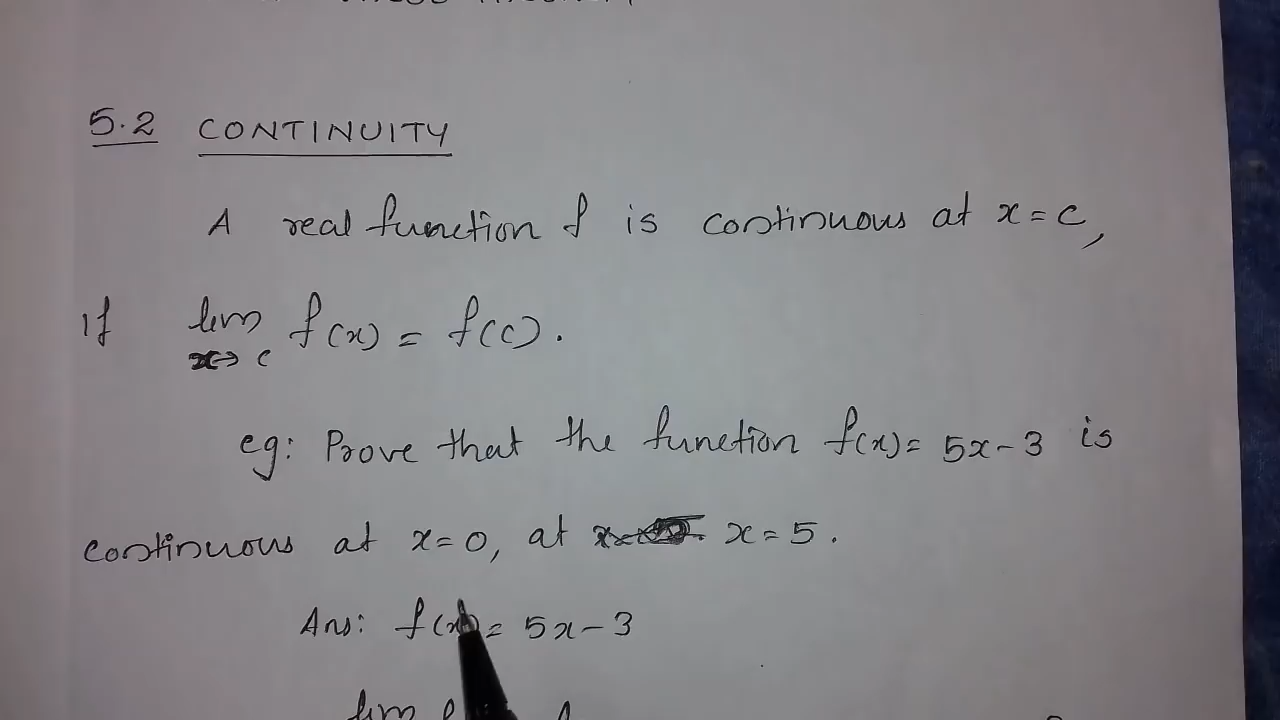 5.2 CONTINUITY
A real function f is continuous at x = c,
If lim f(x) = f(c).
x→ c
eg: Prove that the function f(x) = 5x-3 is
continuous at x=0, at x = 5.
Ans: f(x) = 5x-3
lim